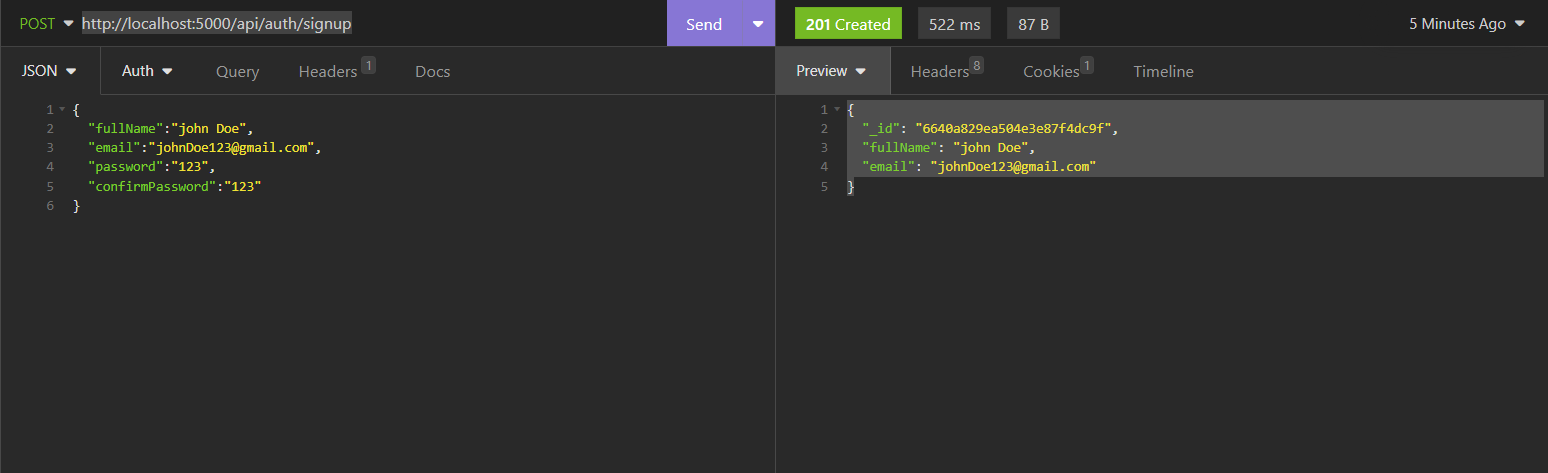 POST http://localhost:5000/api/auth/signup Send 201 Created 522 ms 87 B 5 Minutes Ago
JSON Auth Query Headers 1 Docs Preview Headers 8 Cookies 1 Timeline
1 {
2 "fullName":"john Doe",
3 "email":"johnDoe123@gmail.com",
4 "password":"123",
5 "confirmPassword":"123"
6 }
1 {
2 "_id": "6640a829ea504e3e87f4dc9f",
3 "fullName": "john Doe",
4 "email": "johnDoe123@gmail.com"
5 }